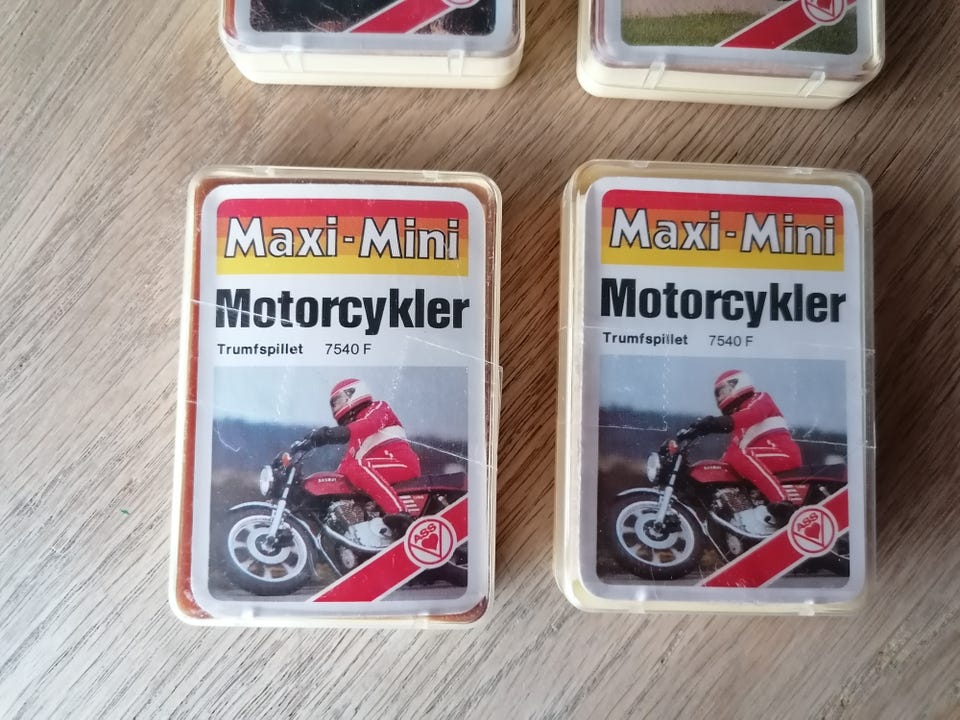 Maxi-Mini
Motorcykler
Trumfspillet 7540 F
ASS
Maxi-Mini
Motorcykler
Trumfspillet 7540 F
ASS